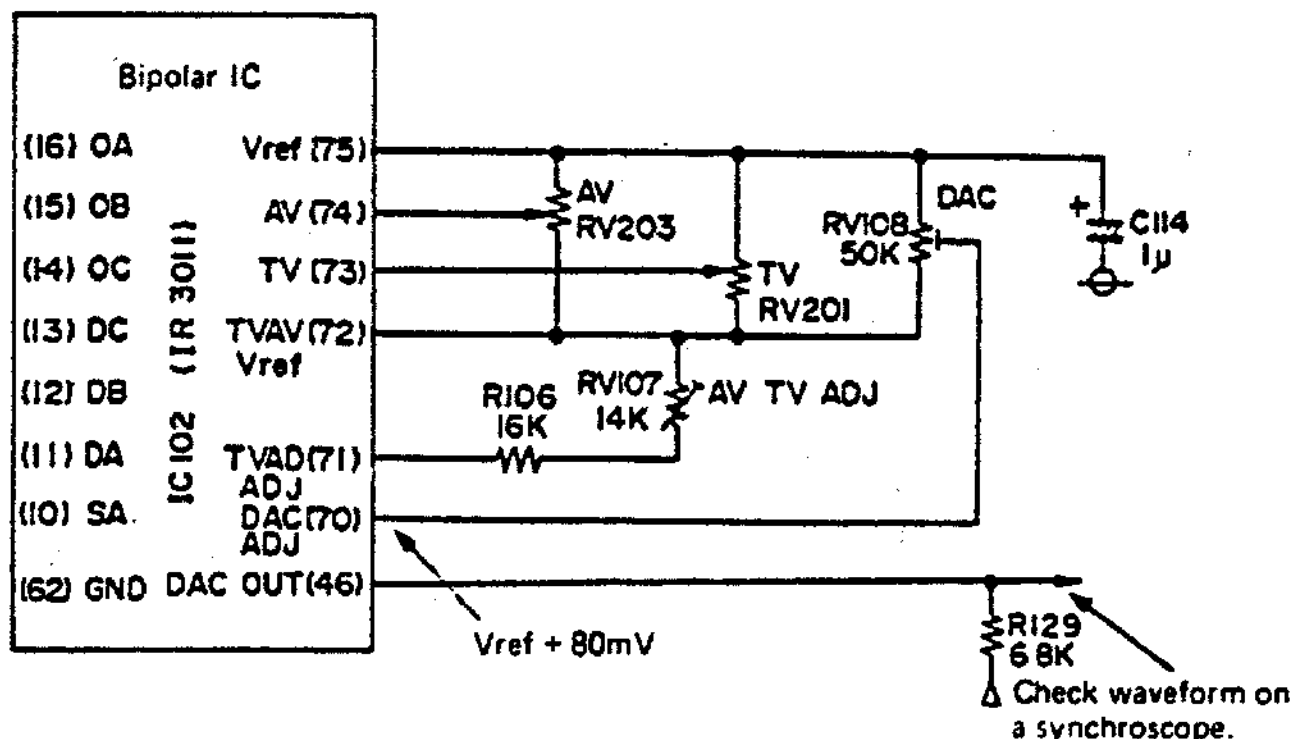 Bipolar IC
(16) OA
Vref (75)
(15) OB
AV (74)
(14) OC
TV (73)
(13) DC
TVAV (72)
Vref
(12) DB
(11) DA
TVAD (71)
ADJ
(10) SA
DAC (70)
ADJ
(62) GND
DAC OUT (46)
IC102 (IR 3011)
AV
RV203
TV
RV201
DAC
RV108
50K
+
C114
1μ
RV107
14K
AV TV ADJ
R106
16K
Vref + 80mV
R129
68K
Check waveform on
a synchroscope.